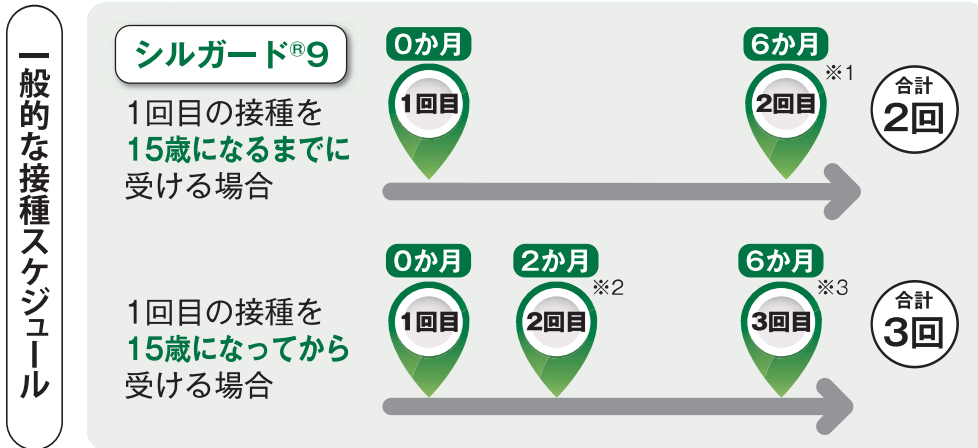 一般的な接種スケジュール
シルガード®9
1回目の接種を
15歳になるまでに
受ける場合
0か月
1回目
6か月
※1
2回目
合計
2回
1回目の接種を
15歳になってから
受ける場合
0か月
1回目
2か月
※2
2回目
6か月
※3
3回目
合計
3回